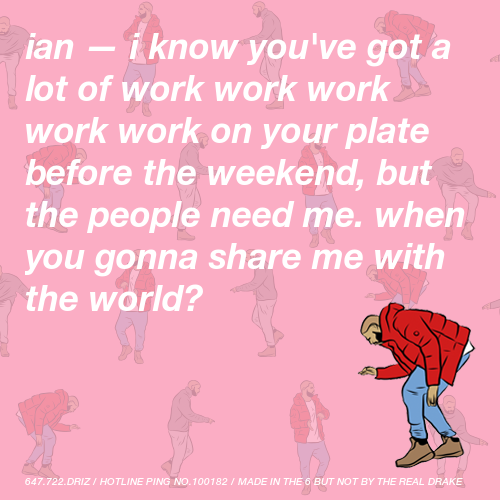 ian — i know you've got a
lot of work work work
work work on your plate
before the weekend, but
the people need me. when
you gonna share me with
the world?
647.722.DRIZ / HOTLINE PING NO.100182 / MADE IN THE 6 BUT NOT BY THE REAL DRAKE